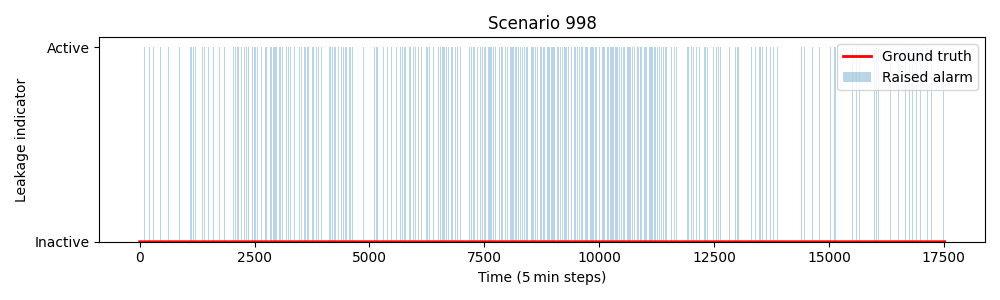 Scenario 998
Active
Inactive
Leakage indicator
Ground truth
Raised alarm
0 2500 5000 7500 10000 12500 15000 17500
Time (5 min steps)